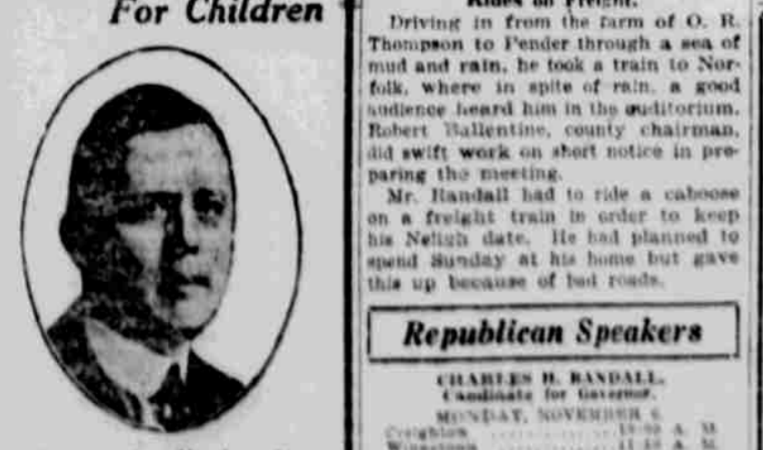 For Children
Rides on Freight.
Driving in from the farm of O. R.
Thompson to Pender through a sea of
mud and rain, he took a train to Nor-
folk, where in spite of rain, a good
audience heard him in the auditorium.
Robert Ballentine, county chairman,
did swift work on short notice in pre-
paring the meeting.
Mr. Randall had to ride a caboose
on a freight train in order to keep
his Neligh date. He had planned to
spend Sunday at his home but gave
this up because of bad roads.
Republican Speakers
CHARLES H. RANDALL,
Candidate for Governor.
MONDAY, NOVEMBER 6.
Creighton A. M.
A. M.